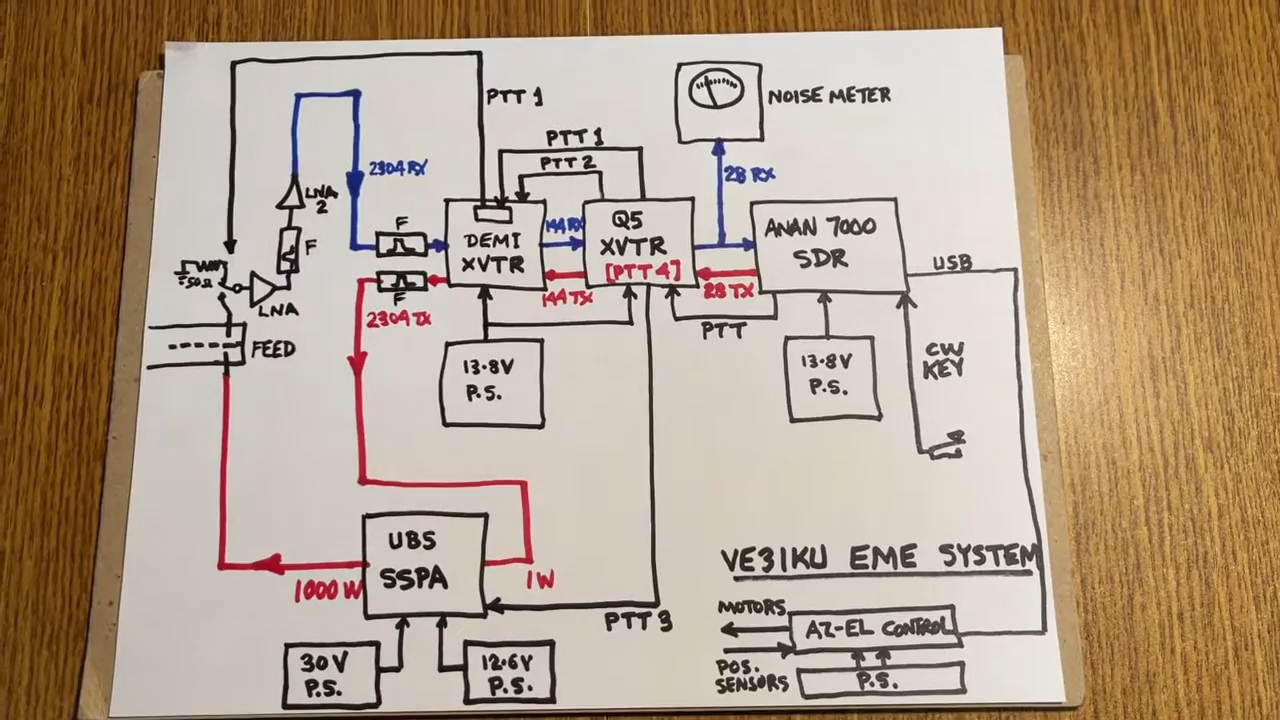 PTT 1
NOISE METER
PTT 1
PTT 2
2304 RX
28 RX
LNA
2
F
F
144 RX
DEMI
XVTR
Q5
XVTR
[PTT 4]
ANAN 7000
SDR
USB
50Ω
LNA
F
2304 TX
144 TX
28 TX
PTT
FEED
13.8V
P.S.
13.8V
P.S.
CW
KEY
UBS
SSPA
1000 W
1W
PTT 3
VE3IKU EME SYSTEM
MOTORS
AZ-EL CONTROL
POS.
SENSORS
P.S.
30V
P.S.
12.6V
P.S.